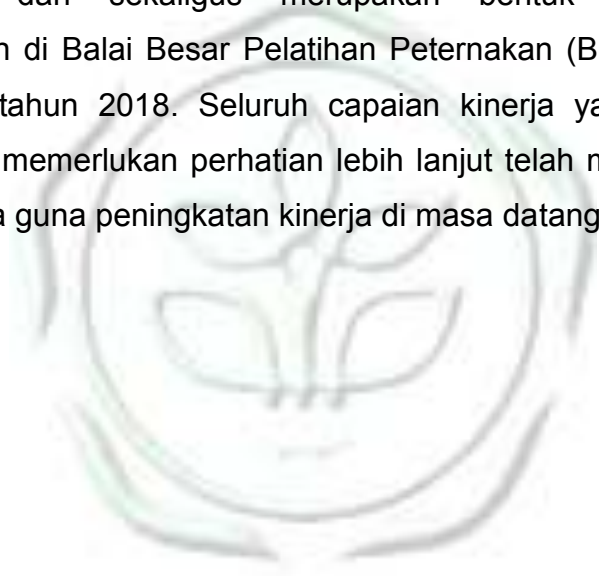 dan sekaligus merupakan bentuk
di Balai Besar Pelatihan Peternakan (B
tahun 2018. Seluruh capaian kinerja ya
memerlukan perhatian lebih lanjut telah
guna peningkatan kinerja di masa datang